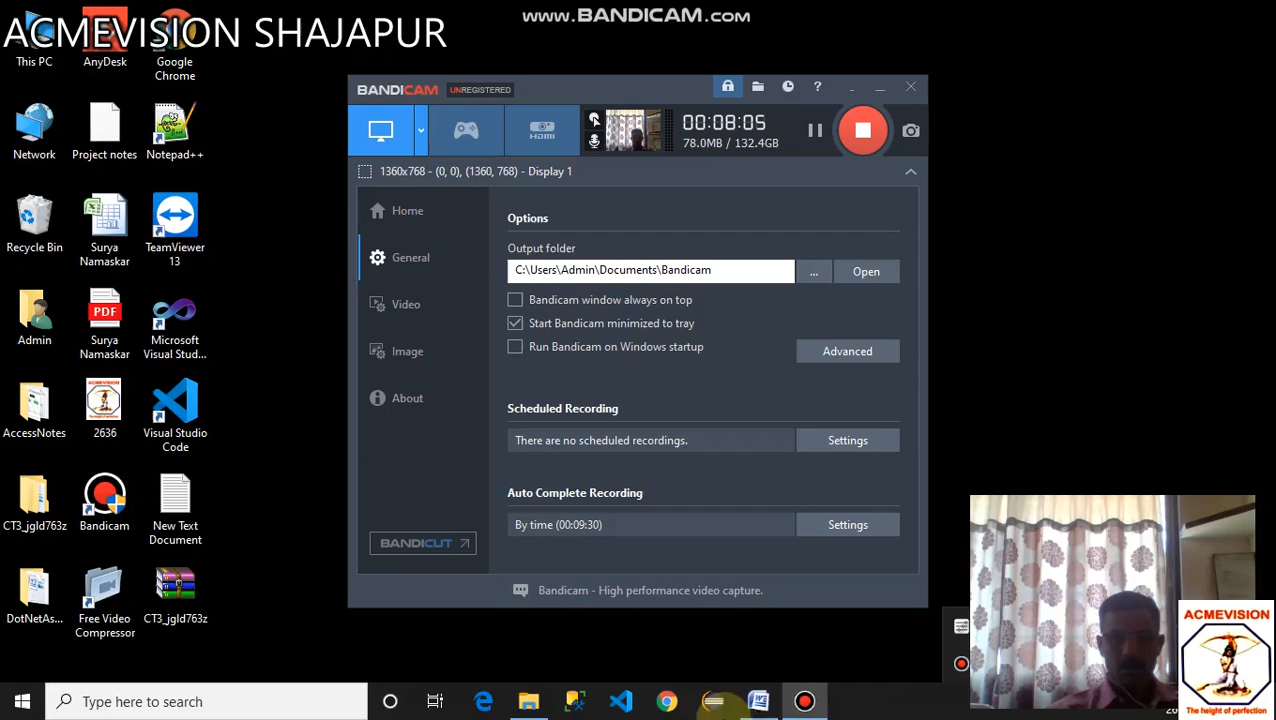 www.BANDICAM.com
ACMEVISION SHAJAPUR
This PC
AnyDesk
Google
Chrome
Network
Project notes
Notepad++
Recycle Bin
Surya
Namaskar
TeamViewer
13
Admin
PDF
Surya
Namaskar
Microsoft
Visual Stud...
AccessNotes
ACMEVISION
2636
Visual Studio
Code
CT3_jgld763z
Bandicam
New Text
Document
DotNetAs...
Free Video
Compressor
CT3_jgld763z
BANDICAM UNREGISTERED
?
HDMI
00:08:05
78.0MB / 132.4GB
1360x768 - (0, 0), (1360, 768) - Display 1
Home
General
Video
Image
About
BANDICUT
Options
Output folder
C:\Users\Admin\Documents\Bandicam
...
Open
Bandicam window always on top
Start Bandicam minimized to tray
Run Bandicam on Windows startup
Advanced
Scheduled Recording
There are no scheduled recordings.
Settings
Auto Complete Recording
By time (00:09:30)
Settings
Bandicam - High performance video capture.
ACMEVISION
The height of perfection
Type here to search